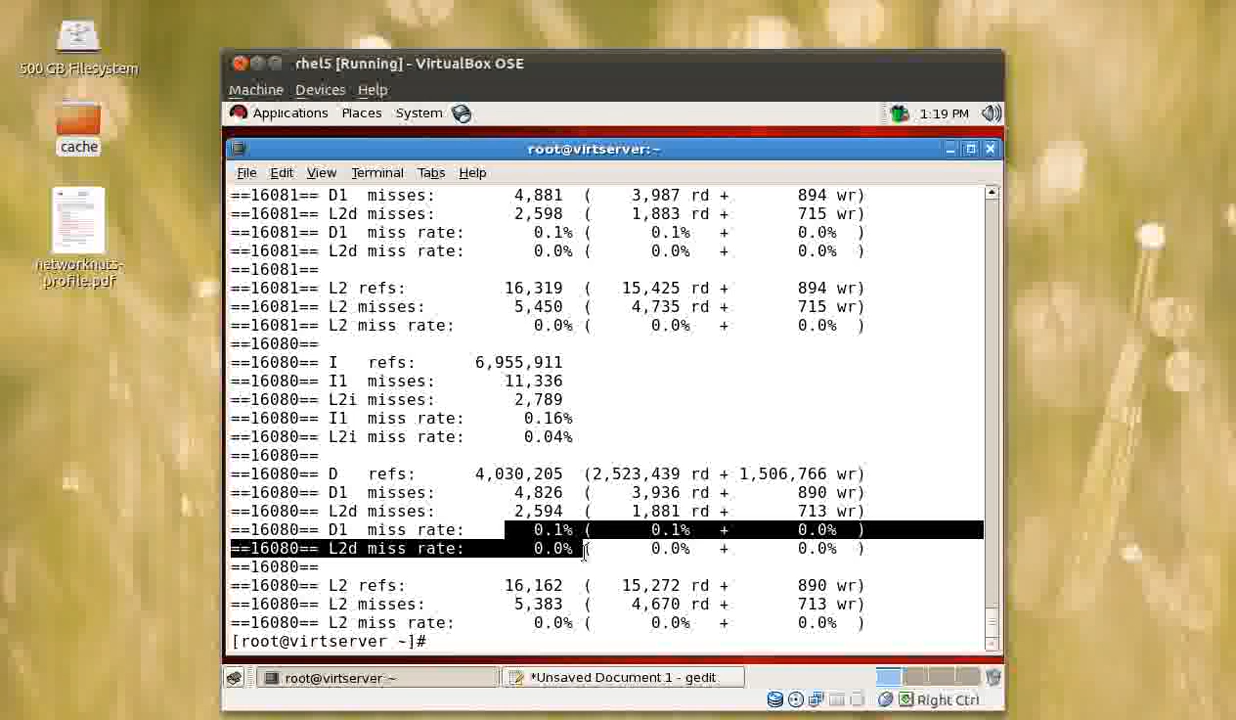 500 GB Filesystem
cache
networknuts-
profile.pdf
rhel5 [Running] - VirtualBox OSE
Machine Devices Help
Applications Places System 1:19 PM
root@virtserver:~
File Edit View Terminal Tabs Help
==16081== D1  misses:        4,881  (    3,987 rd +       894 wr)
==16081== L2d misses:        2,598  (    1,883 rd +       715 wr)
==16081== D1  miss rate:       0.1% (      0.1%   +       0.0%  )
==16081== L2d miss rate:       0.0% (      0.0%   +       0.0%  )
==16081==
==16081== L2 refs:          16,319  (   15,425 rd +       894 wr)
==16081== L2 misses:         5,450  (    4,735 rd +       715 wr)
==16081== L2 miss rate:        0.0% (      0.0%   +       0.0%  )
==16080==
==16080== I   refs:      6,955,911
==16080== I1  misses:       11,336
==16080== L2i misses:        2,789
==16080== I1  miss rate:      0.16%
==16080== L2i miss rate:      0.04%
==16080==
==16080== D   refs:      4,030,205  (2,523,439 rd + 1,506,766 wr)
==16080== D1  misses:        4,826  (    3,936 rd +       890 wr)
==16080== L2d misses:        2,594  (    1,881 rd +       713 wr)
==16080== D1  miss rate:       0.1% (      0.1%   +       0.0%  )
==16080== L2d miss rate:       0.0% (      0.0%   +       0.0%  )
==16080==
==16080== L2 refs:          16,162  (   15,272 rd +       890 wr)
==16080== L2 misses:         5,383  (    4,670 rd +       713 wr)
==16080== L2 miss rate:        0.0% (      0.0%   +       0.0%  )
[root@virtserver ~]#
root@virtserver:~ *Unsaved Document 1 - gedit
Right Ctrl